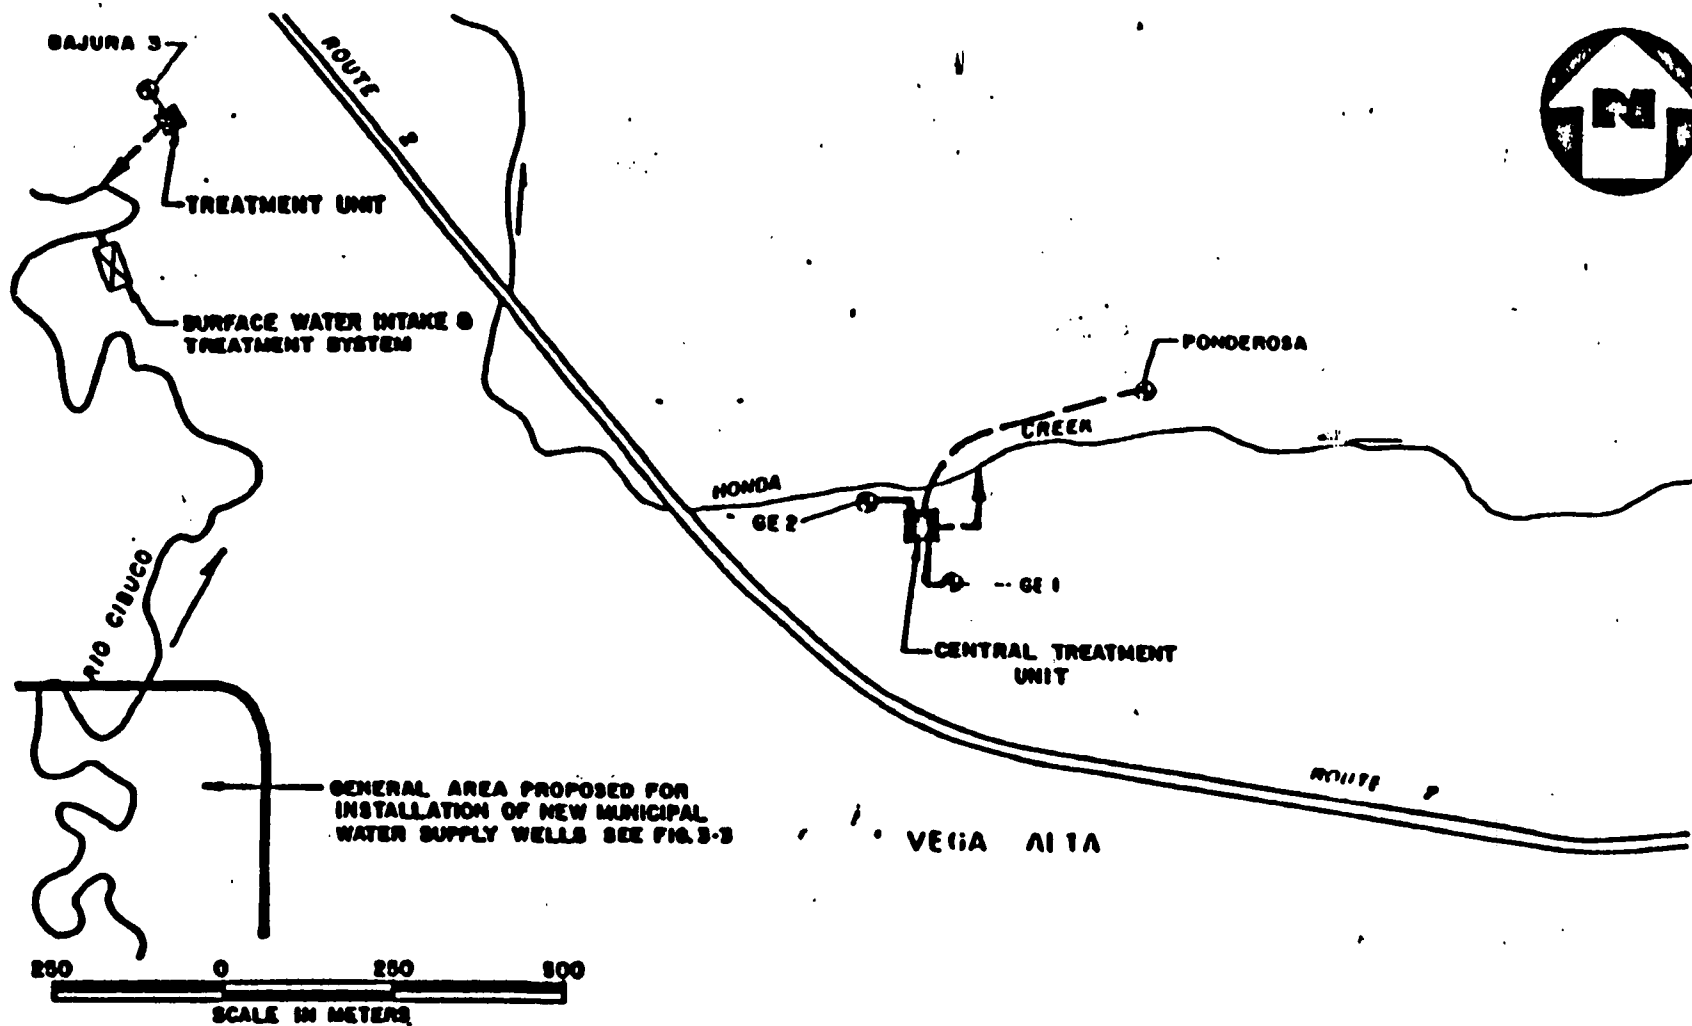 BAJURA 3
ROUTE 2
N
TREATMENT UNIT
SURFACE WATER INTAKE &
TREATMENT SYSTEM
PONDEROSA
CREEK
HONDA
GE 2
GE 1
CENTRAL TREATMENT
UNIT
RIO CIBUCO
GENERAL AREA PROPOSED FOR
INSTALLATION OF NEW MUNICIPAL
WATER SUPPLY WELLS SEE FIG. 3-3
ROUTE
VEGA ALTA
250 0 250 500
SCALE IN METERS